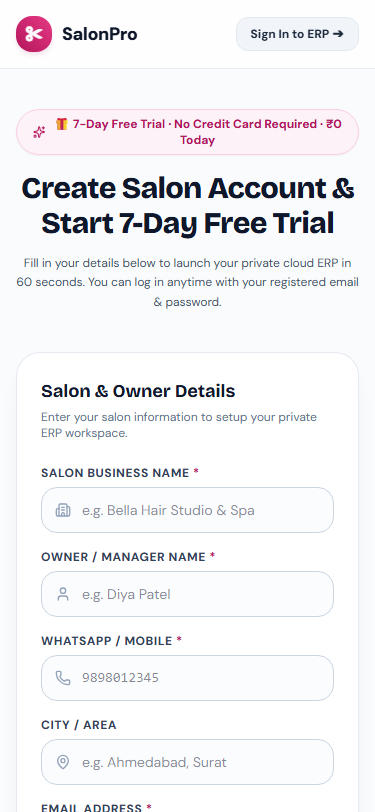 SalonPro
Sign In to ERP ➔
🎁 7-Day Free Trial · No Credit Card Required · ₹0
Today
Create Salon Account &
Start 7-Day Free Trial
Fill in your details below to launch your private cloud ERP in
60 seconds. You can log in anytime with your registered email
& password.
Salon & Owner Details
Enter your salon information to setup your private
ERP workspace.
SALON BUSINESS NAME *
e.g. Bella Hair Studio & Spa
OWNER / MANAGER NAME *
e.g. Diya Patel
WHATSAPP / MOBILE *
9898012345
CITY / AREA
e.g. Ahmedabad, Surat
EMAIL ADDRESS *